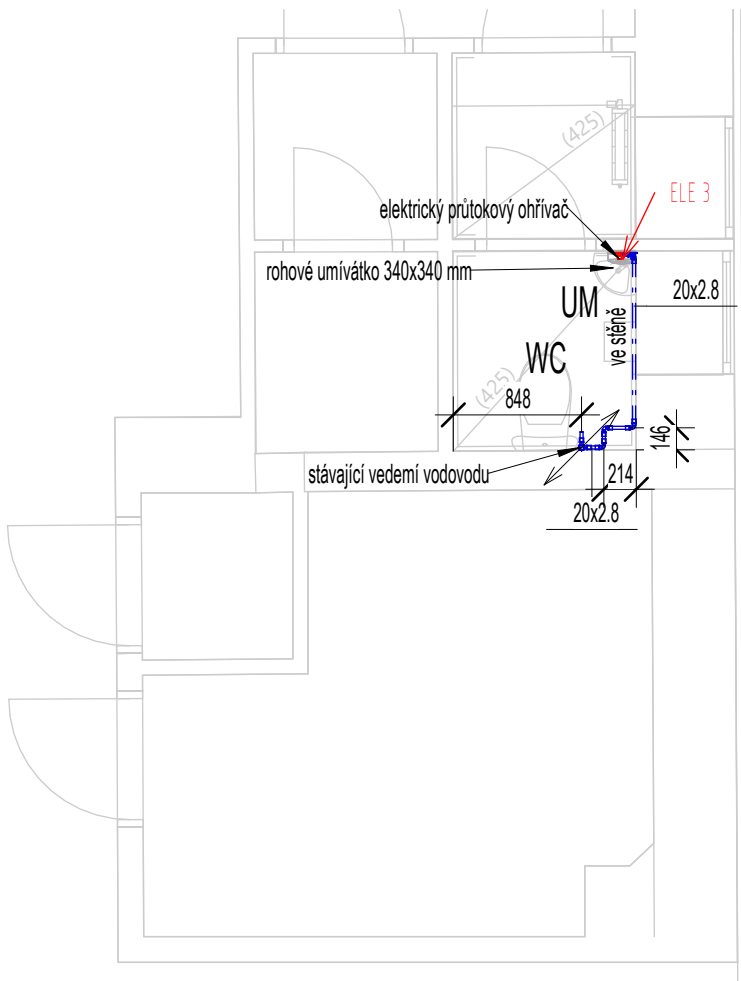 (425)
ELE 3
elektrický průtokový ohřívač
rohové umívátko 340x340 mm
UM
20x2.8
ve stěně
WC
(425)
848
146
stávající vedemí vodovodu
214
20x2.8